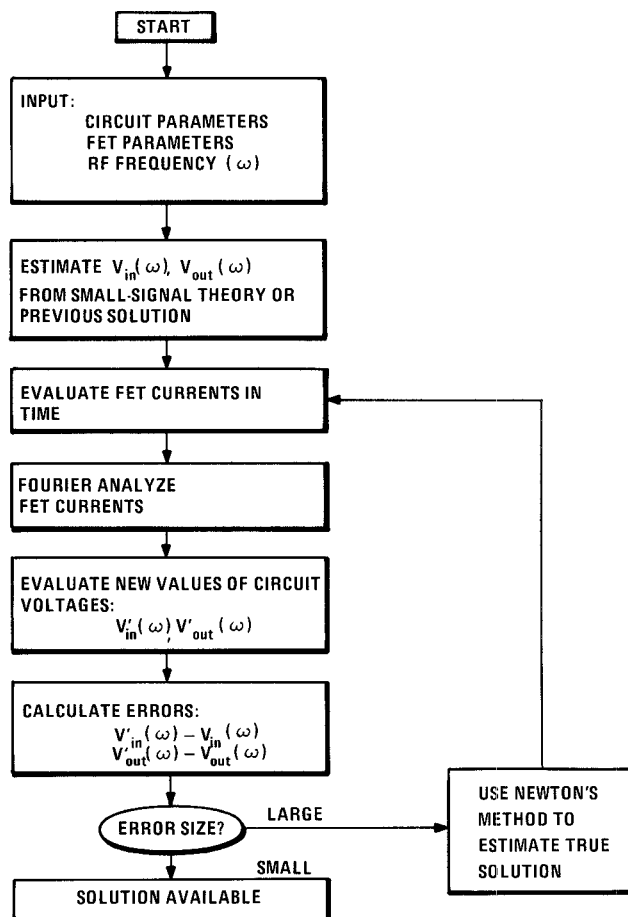 START
INPUT:
CIRCUIT PARAMETERS
FET PARAMETERS
RF FREQUENCY (ω)
ESTIMATE V_in(ω), V_out(ω)
FROM SMALL-SIGNAL THEORY OR
PREVIOUS SOLUTION
EVALUATE FET CURRENTS IN
TIME
FOURIER ANALYZE
FET CURRENTS
EVALUATE NEW VALUES OF CIRCUIT
VOLTAGES:
V'_in(ω), V'_out(ω)
CALCULATE ERRORS:
V'_in(ω) – V_in(ω)
V'_out(ω) – V_out(ω)
ERROR SIZE?
LARGE
USE NEWTON'S
METHOD TO
ESTIMATE TRUE
SOLUTION
SMALL
SOLUTION AVAILABLE